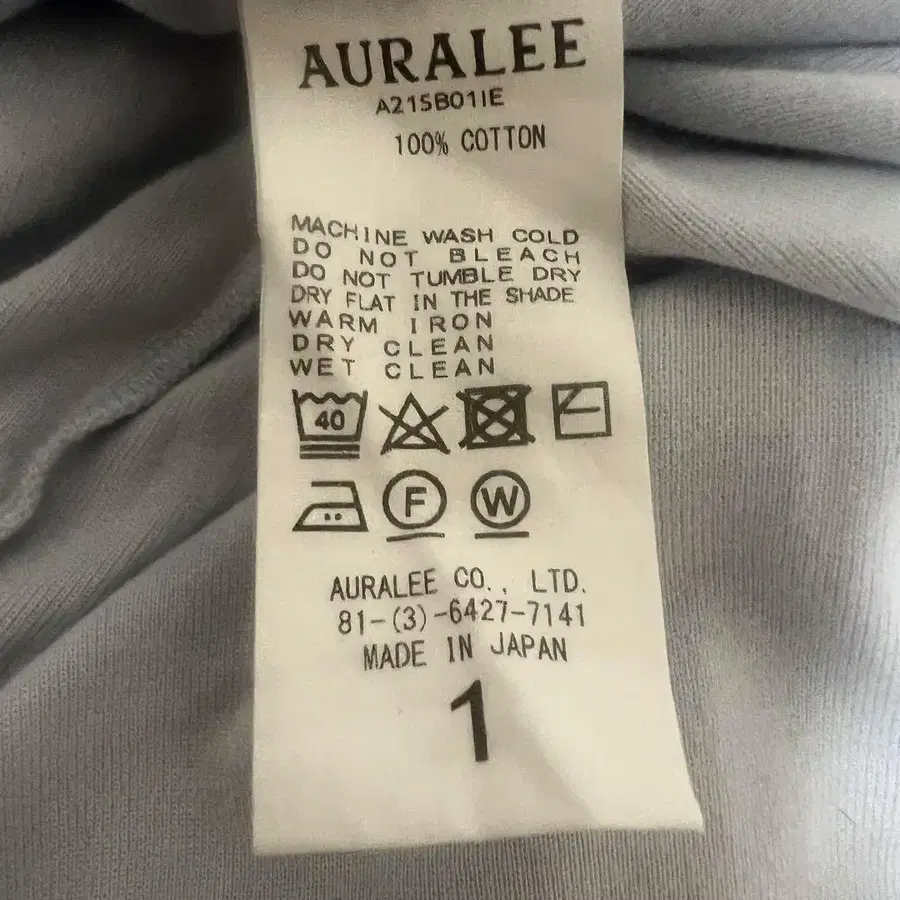 AURALEE
A21SB01IE
100% COTTON
MACHINE WASH COLD
DO NOT BLEACH
DO NOT TUMBLE DRY
DRY FLAT IN THE SHADE
WARM IRON
DRY CLEAN
WET CLEAN
40
F W
AURALEE CO., LTD.
81-(3)-6427-7141
MADE IN JAPAN
1